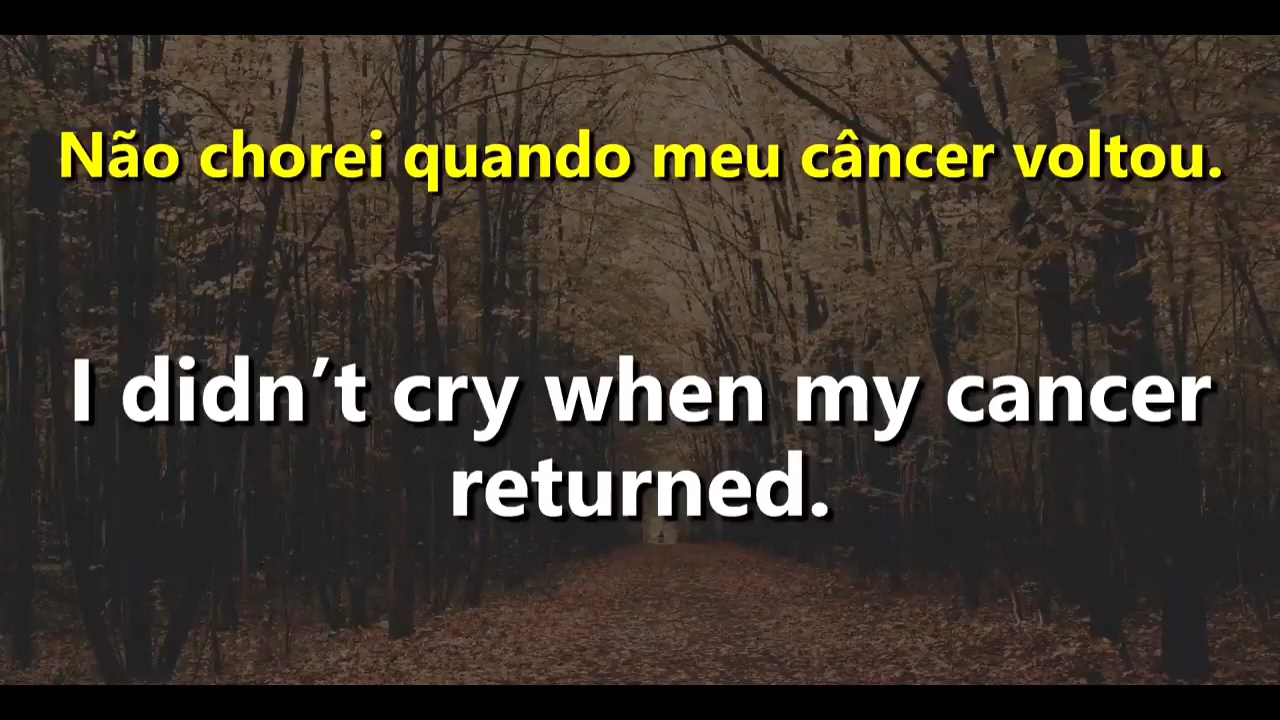 Não chorei quando meu câncer voltou.
I didn’t cry when my cancer
returned.